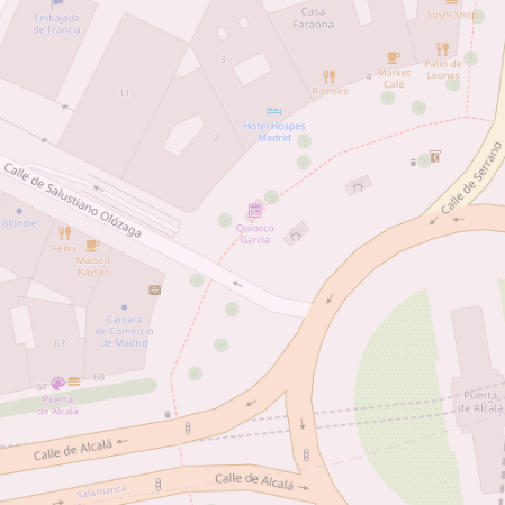 Embajada
de Francia
Casa
Faraona
Sushi Shop
3
4
Ramses
Market
Café
Patio de
Leones
11
2
Hotel Hospes
Madrid
Calle de Serrano
Calle de Salustiano Olózaga
Blondie
Fénix
Maison
Kayser
Quiosco
García
Cámara
de Comercio
de Madrid
67
67
69
Puerta
de Alcalá
Puerta
de Alcalá
Calle de Alcalá
Calle de Alcalá
Salamanca